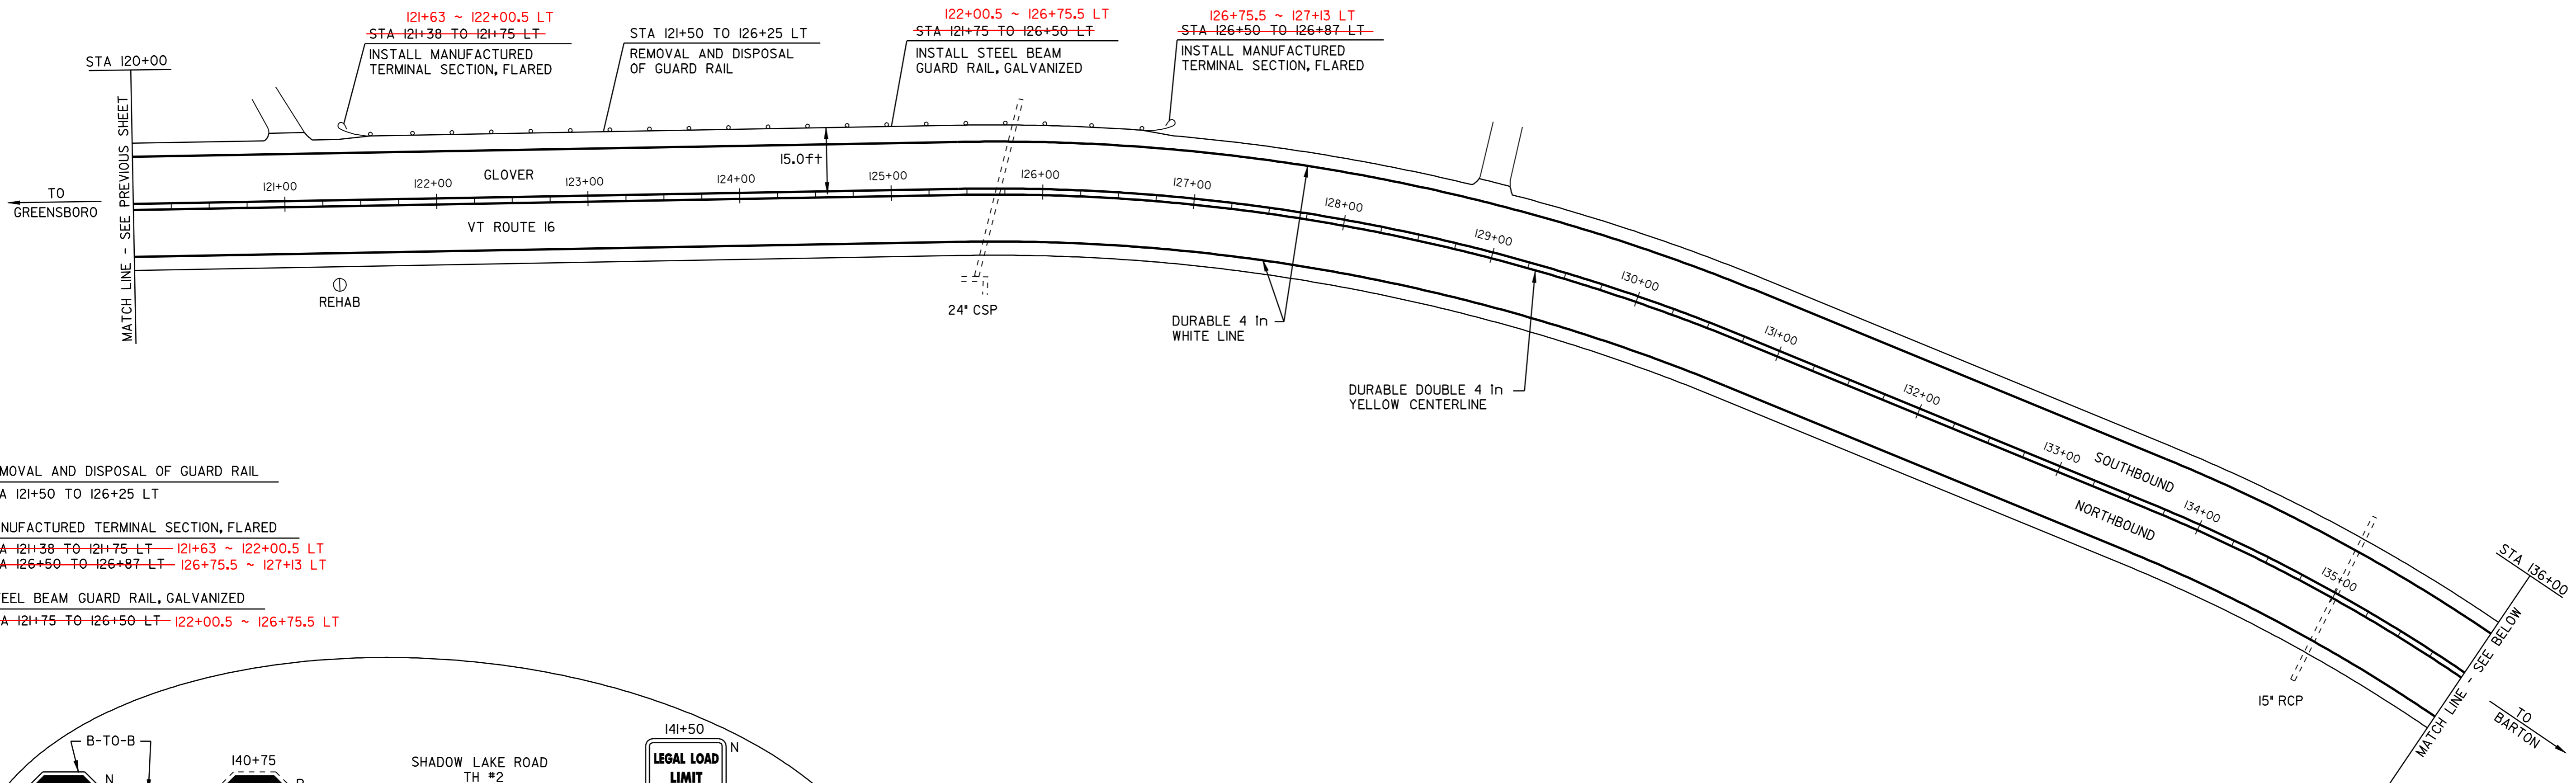 121+63 ~ 122+00.5 LT
STA 121+38 TO 121+75 LT
INSTALL MANUFACTURED
TERMINAL SECTION, FLARED
STA 121+50 TO 126+25 LT
REMOVAL AND DISPOSAL
OF GUARD RAIL
122+00.5 ~ 126+75.5 LT
STA 121+75 TO 126+50 LT
INSTALL STEEL BEAM
GUARD RAIL, GALVANIZED
126+75.5 ~ 127+13 LT
STA 126+50 TO 126+87 LT
INSTALL MANUFACTURED
TERMINAL SECTION, FLARED
STA 120+00
MATCH LINE - SEE PREVIOUS SHEET
TO
GREENSBORO
15.0ft
GLOVER
121+00
122+00
123+00
124+00
125+00
126+00
127+00
128+00
129+00
130+00
131+00
132+00
133+00
134+00
135+00
VT ROUTE 16
REHAB
24" CSP
DURABLE 4 in
WHITE LINE
DURABLE DOUBLE 4 in
YELLOW CENTERLINE
SOUTHBOUND
NORTHBOUND
STA 136+00
MATCH LINE - SEE BELOW
15" RCP
TO
BARTON
MOVAL AND DISPOSAL OF GUARD RAIL
A 121+50 TO 126+25 LT
NUFACTURED TERMINAL SECTION, FLARED
A 121+38 TO 121+75 LT 121+63 ~ 122+00.5 LT
A 126+50 TO 126+87 LT 126+75.5 ~ 127+13 LT
TEEL BEAM GUARD RAIL, GALVANIZED
A 121+75 TO 126+50 LT 122+00.5 ~ 126+75.5 LT
B-TO-B
N
140+75
SHADOW LAKE ROAD
TH #2
141+50
N
LEGAL LOAD
LIMIT